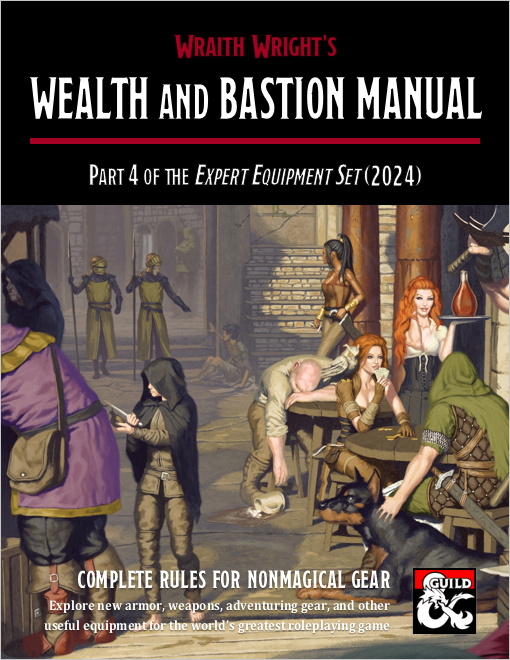 Wraith Wright's
WEALTH AND BASTION MANUAL
PART 4 OF THE EXPERT EQUIPMENT SET (2024)
COMPLETE RULES FOR NONMAGICAL GEAR
Explore new armor, weapons, adventuring gear, and other
useful equipment for the world's greatest roleplaying game
GUILD